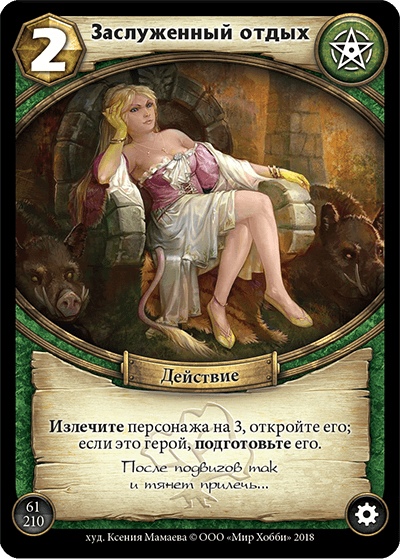 2
Заслуженный отдых
Действие
Излечите персонажа на 3, откройте его;
если это герой, подготовьте его.
После подвигов так
и тянет прилечь...
61
210
худ. Ксения Мамаева © ООО «Мир Хобби» 2018